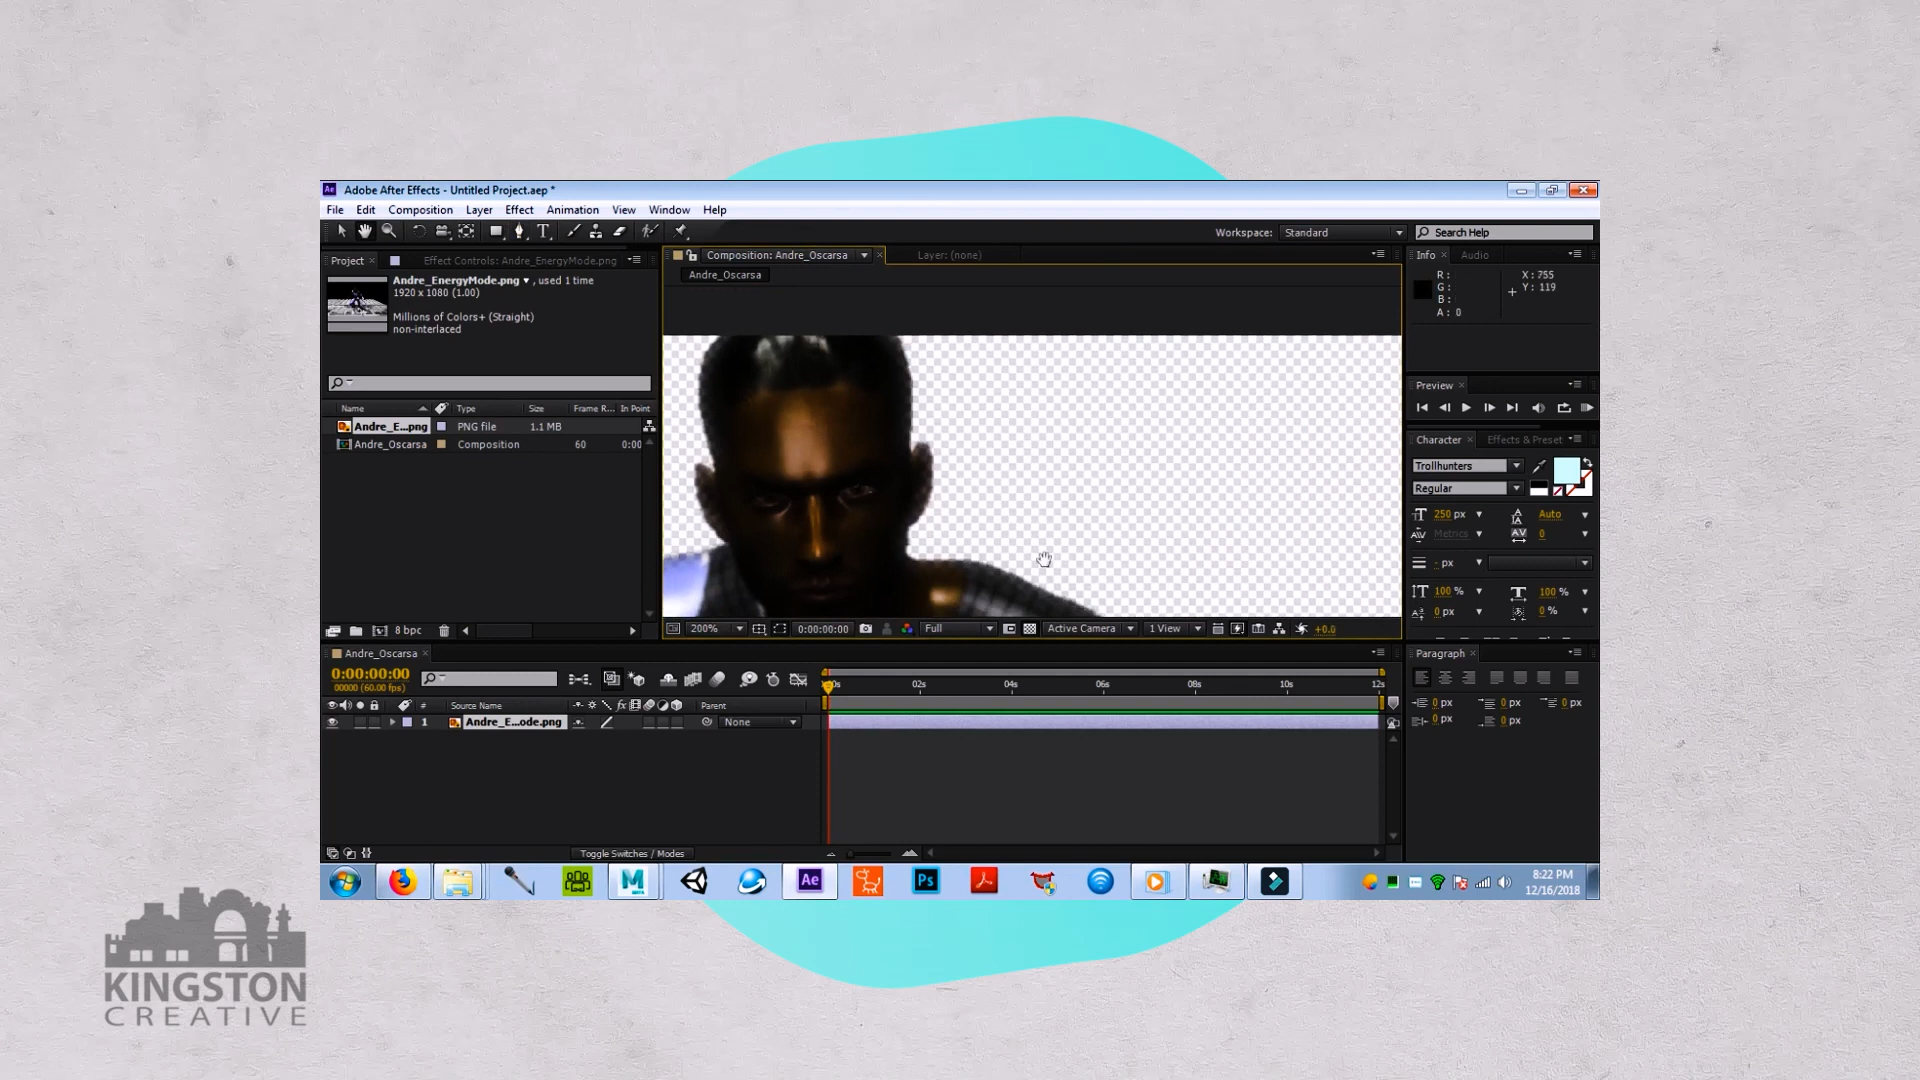 Ae Adobe After Effects - Untitled Project.aep *
File Edit Composition Layer Effect Animation View Window Help
Workspace: Standard Search Help
Project Effect Controls: Andre_EnergyMode.png
Composition: Andre_Oscarsa Layer: (none)
Info Audio
Andre_Oscarsa
Andre_EnergyMode.png , used 1 time
1920 x 1080 (1.00)
Millions of Colors+ (Straight)
non-interlaced
R: X: 755
G: Y: 119
B:
A: 0
Preview
Name Type Size Frame R... In Point
Andre_E...png PNG file 1.1 MB
Andre_Oscarsa Composition 60 0:00
Character Effects & Preset
Trollhunters
Regular
250 px Auto
Metrics 0
- px
100 % 100 %
0 px 0 %
8 bpc
200% 0:00:00:00 Full Active Camera 1 View +0.0
Andre_Oscarsa
Paragraph
0:00:00:00
00000 (60.00 fps)
02s 04s 06s 08s 10s 12s
# Source Name fx Parent
1 Andre_E...ode.png None
0 px 0 px 0 px
0 px 0 px
Toggle Switches / Modes
M Ae Ps
8:22 PM
12/16/2018
KINGSTON
CREATIVE